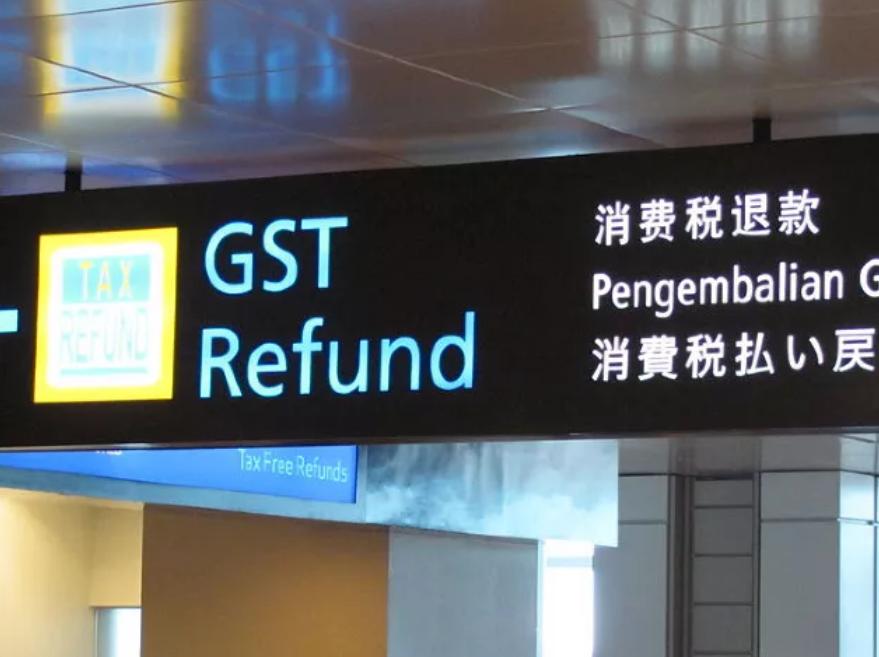 TAX
REFUND
GST
Refund
消费税退款
Pengembalian G
消費税払い戻
Tax Free Refunds